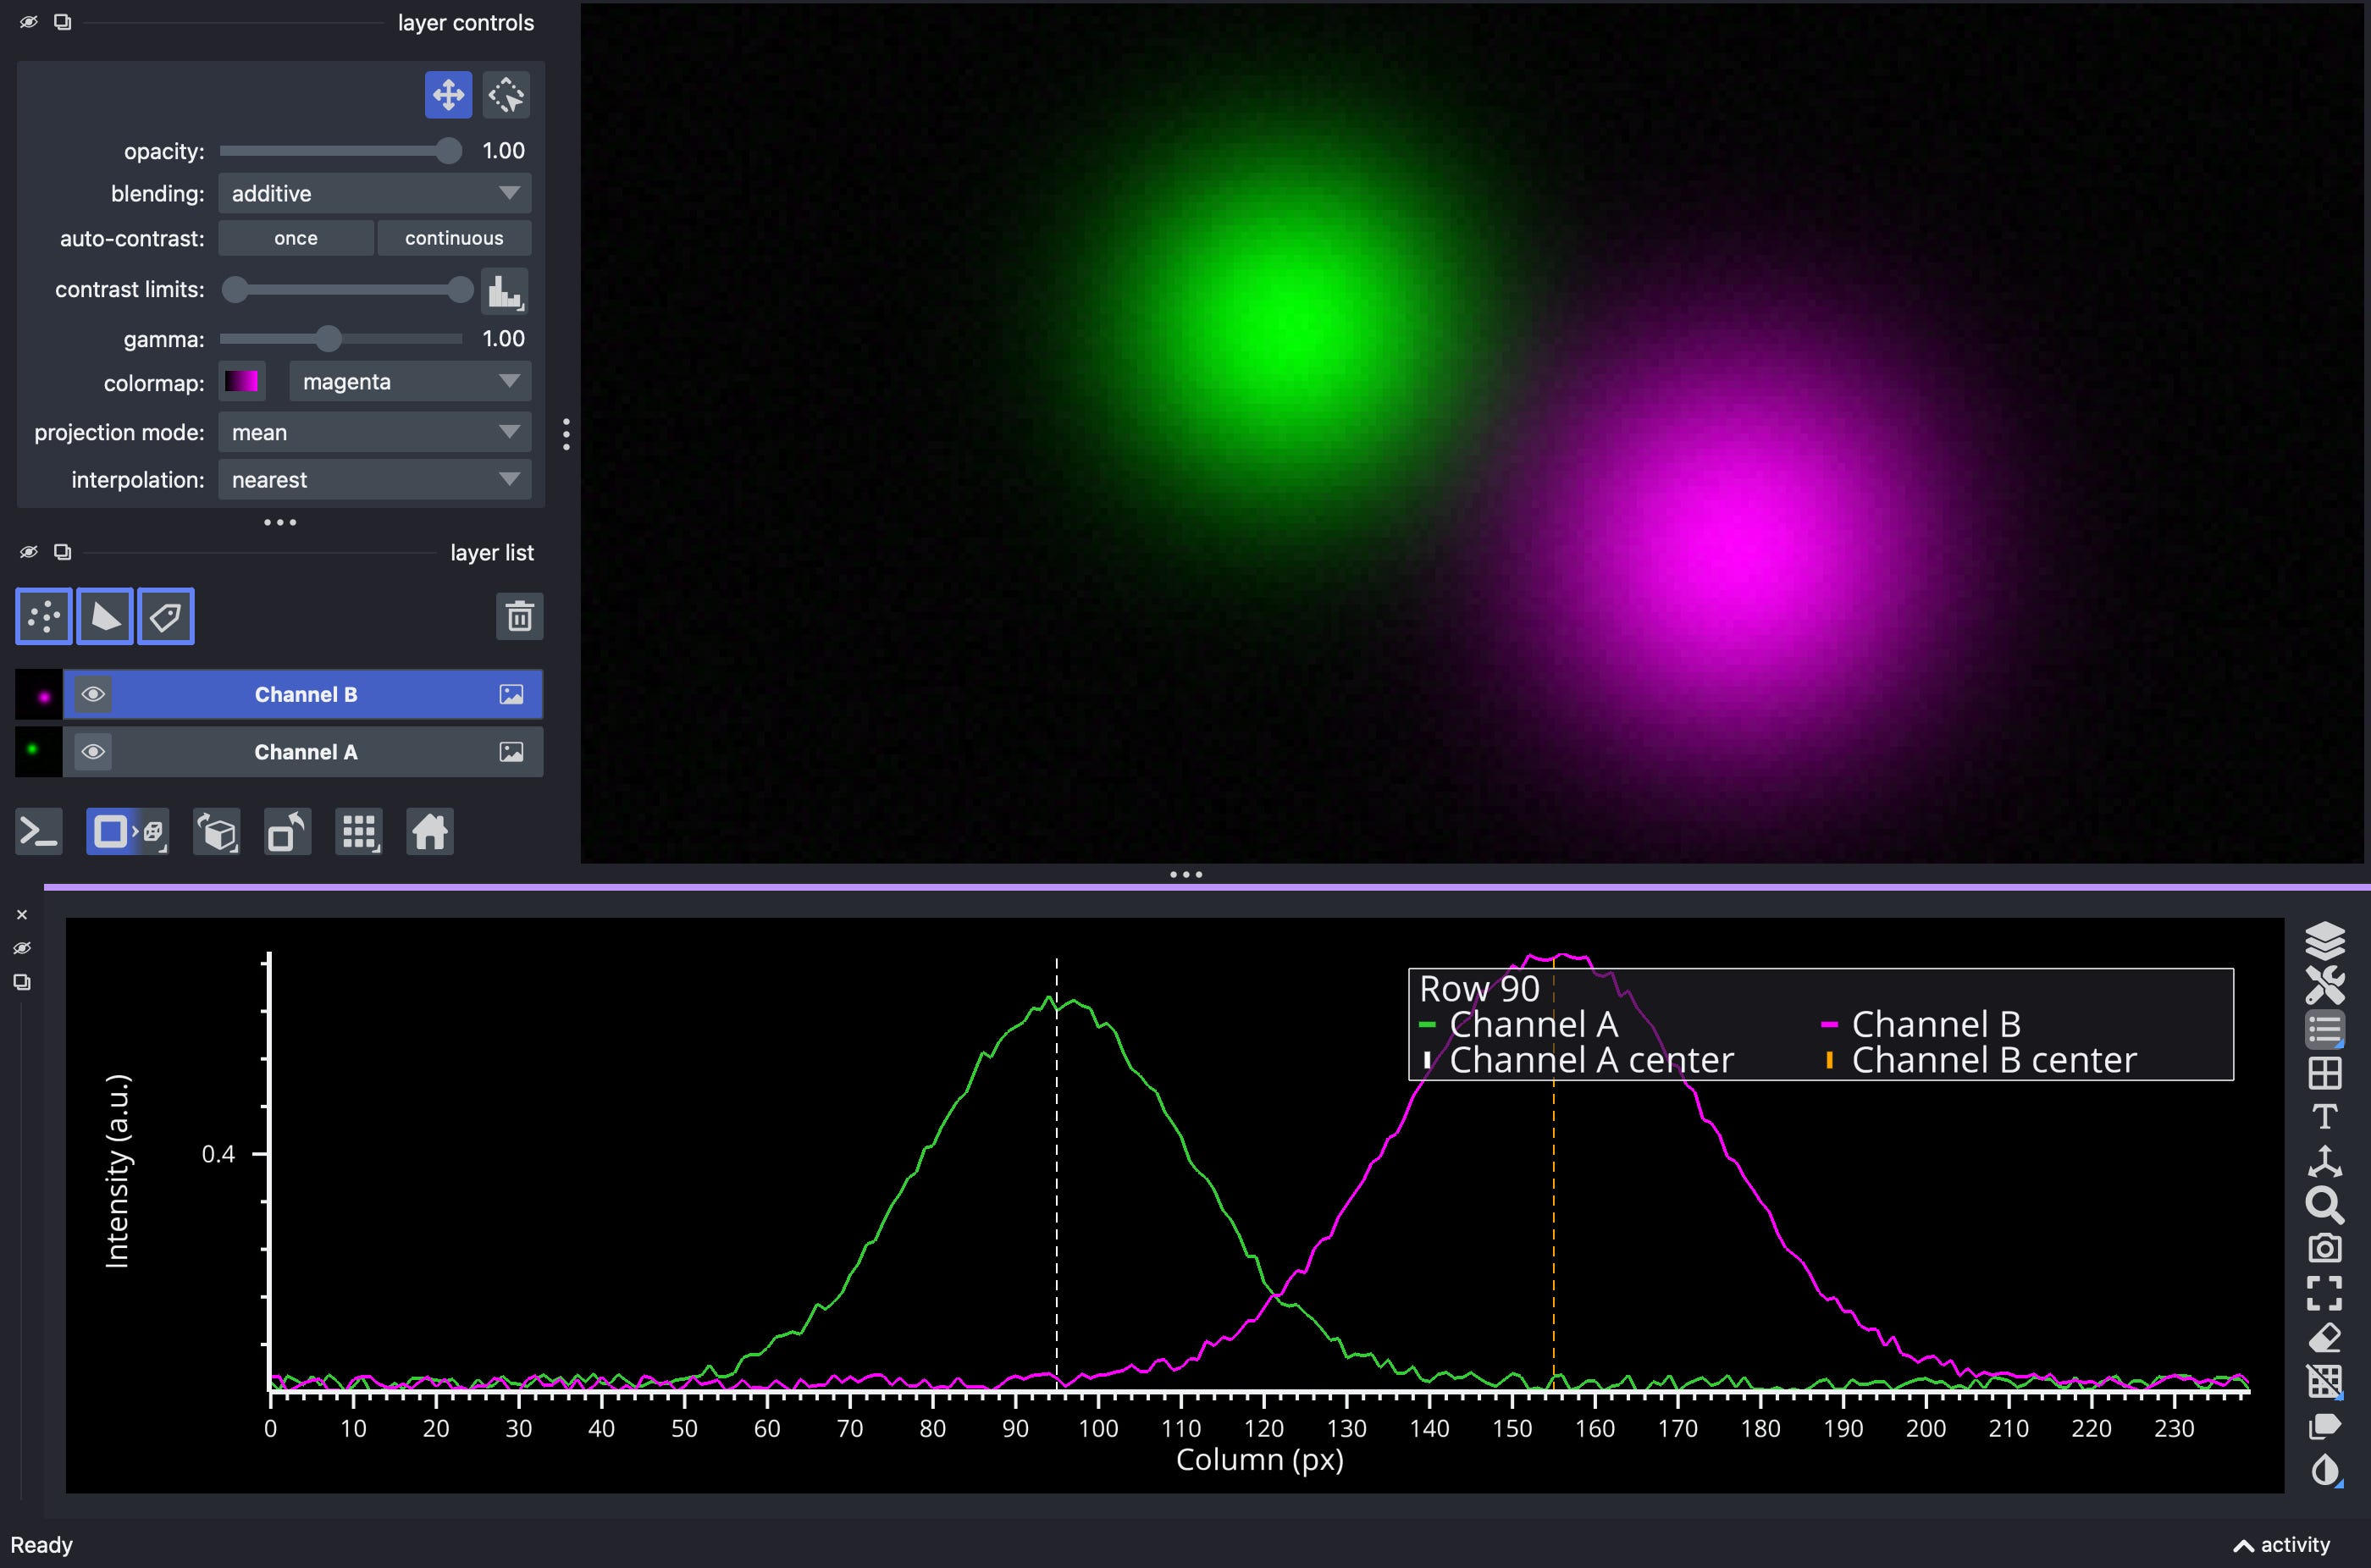 layer controls
opacity: 1.00
blending: additive
auto-contrast: once continuous
contrast limits:
gamma: 1.00
colormap: magenta
projection mode: mean
interpolation: nearest
layer list
Channel B
Channel A
Row 90
Channel A Channel B
Channel A center Channel B center
Intensity (a.u.)
0.4
0 10 20 30 40 50 60 70 80 90 100 110 120 130 140 150 160 170 180 190 200 210 220 230
Column (px)
Ready activity